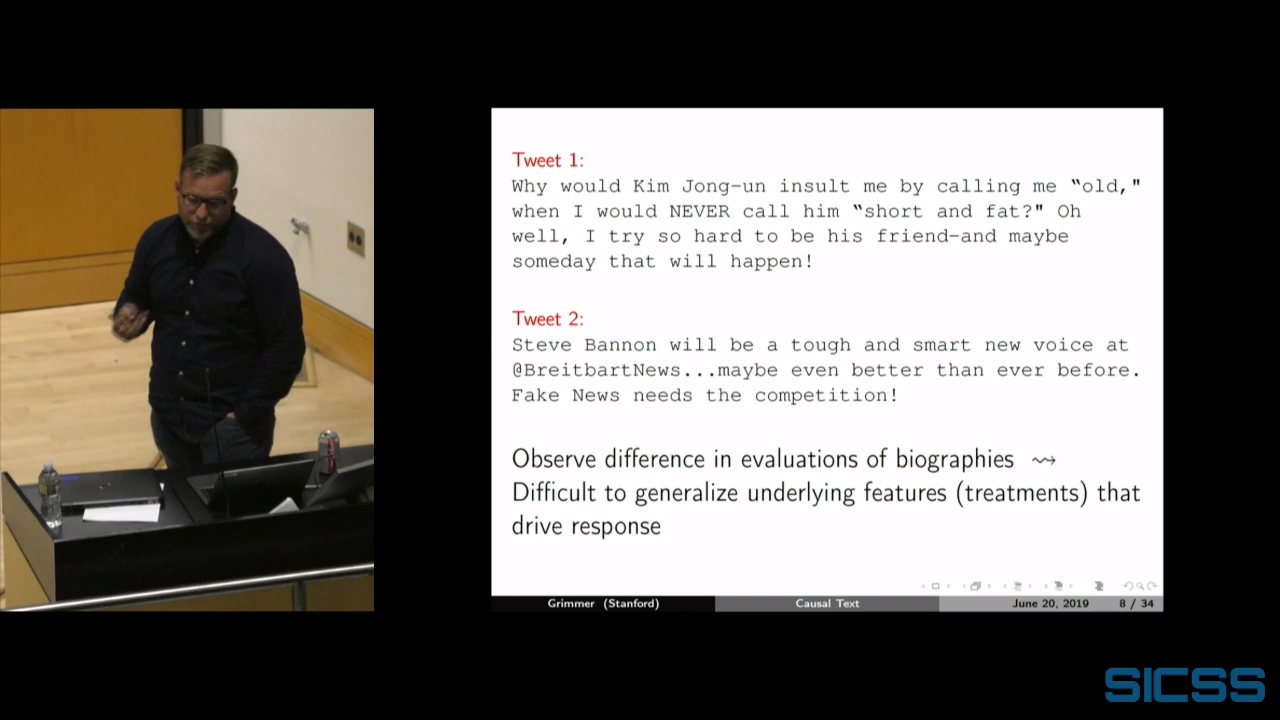 Tweet 1:
Why would Kim Jong-un insult me by calling me “old,"
when I would NEVER call him “short and fat?" Oh
well, I try so hard to be his friend–and maybe
someday that will happen!
Tweet 2:
Steve Bannon will be a tough and smart new voice at
@BreitbartNews...maybe even better than ever before.
Fake News needs the competition!
Observe difference in evaluations of biographies ⇝
Difficult to generalize underlying features (treatments) that
drive response
Grimmer (Stanford) Causal Text June 20, 2019 8 / 34
SICSS